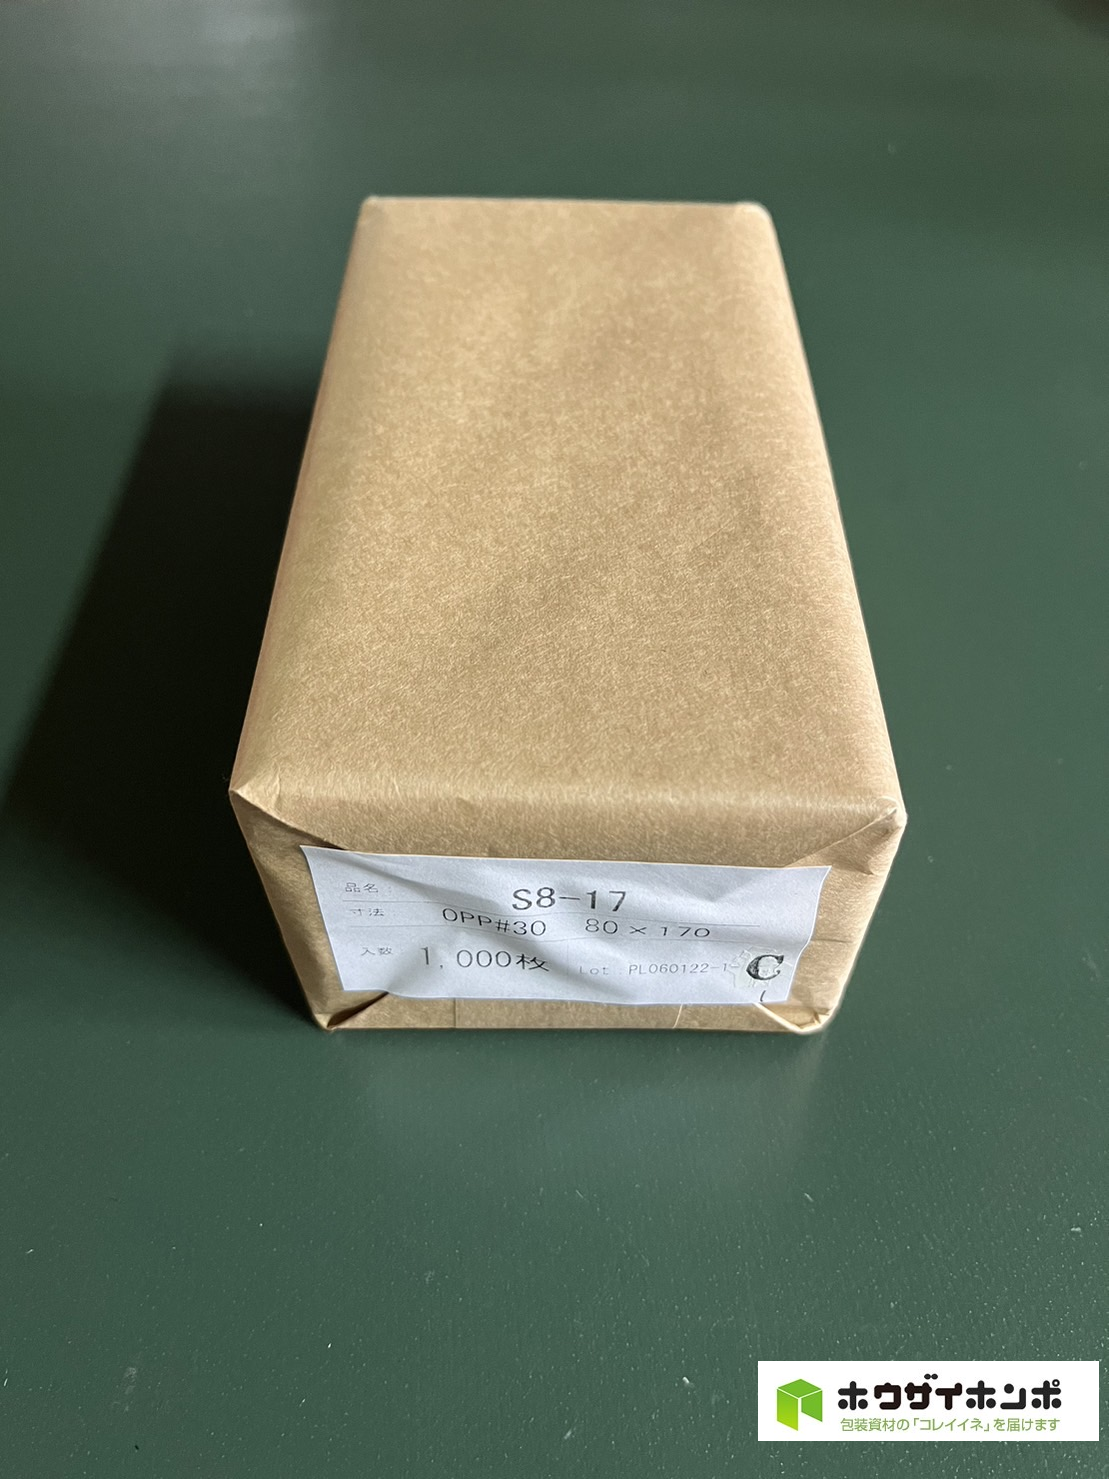 品名 : S8-17
寸法 OPP#30 80×170
入数 1,000枚 Lot PL060122-1
C
ホウザイホンポ
包装資材の「コレイイネ」を届けます